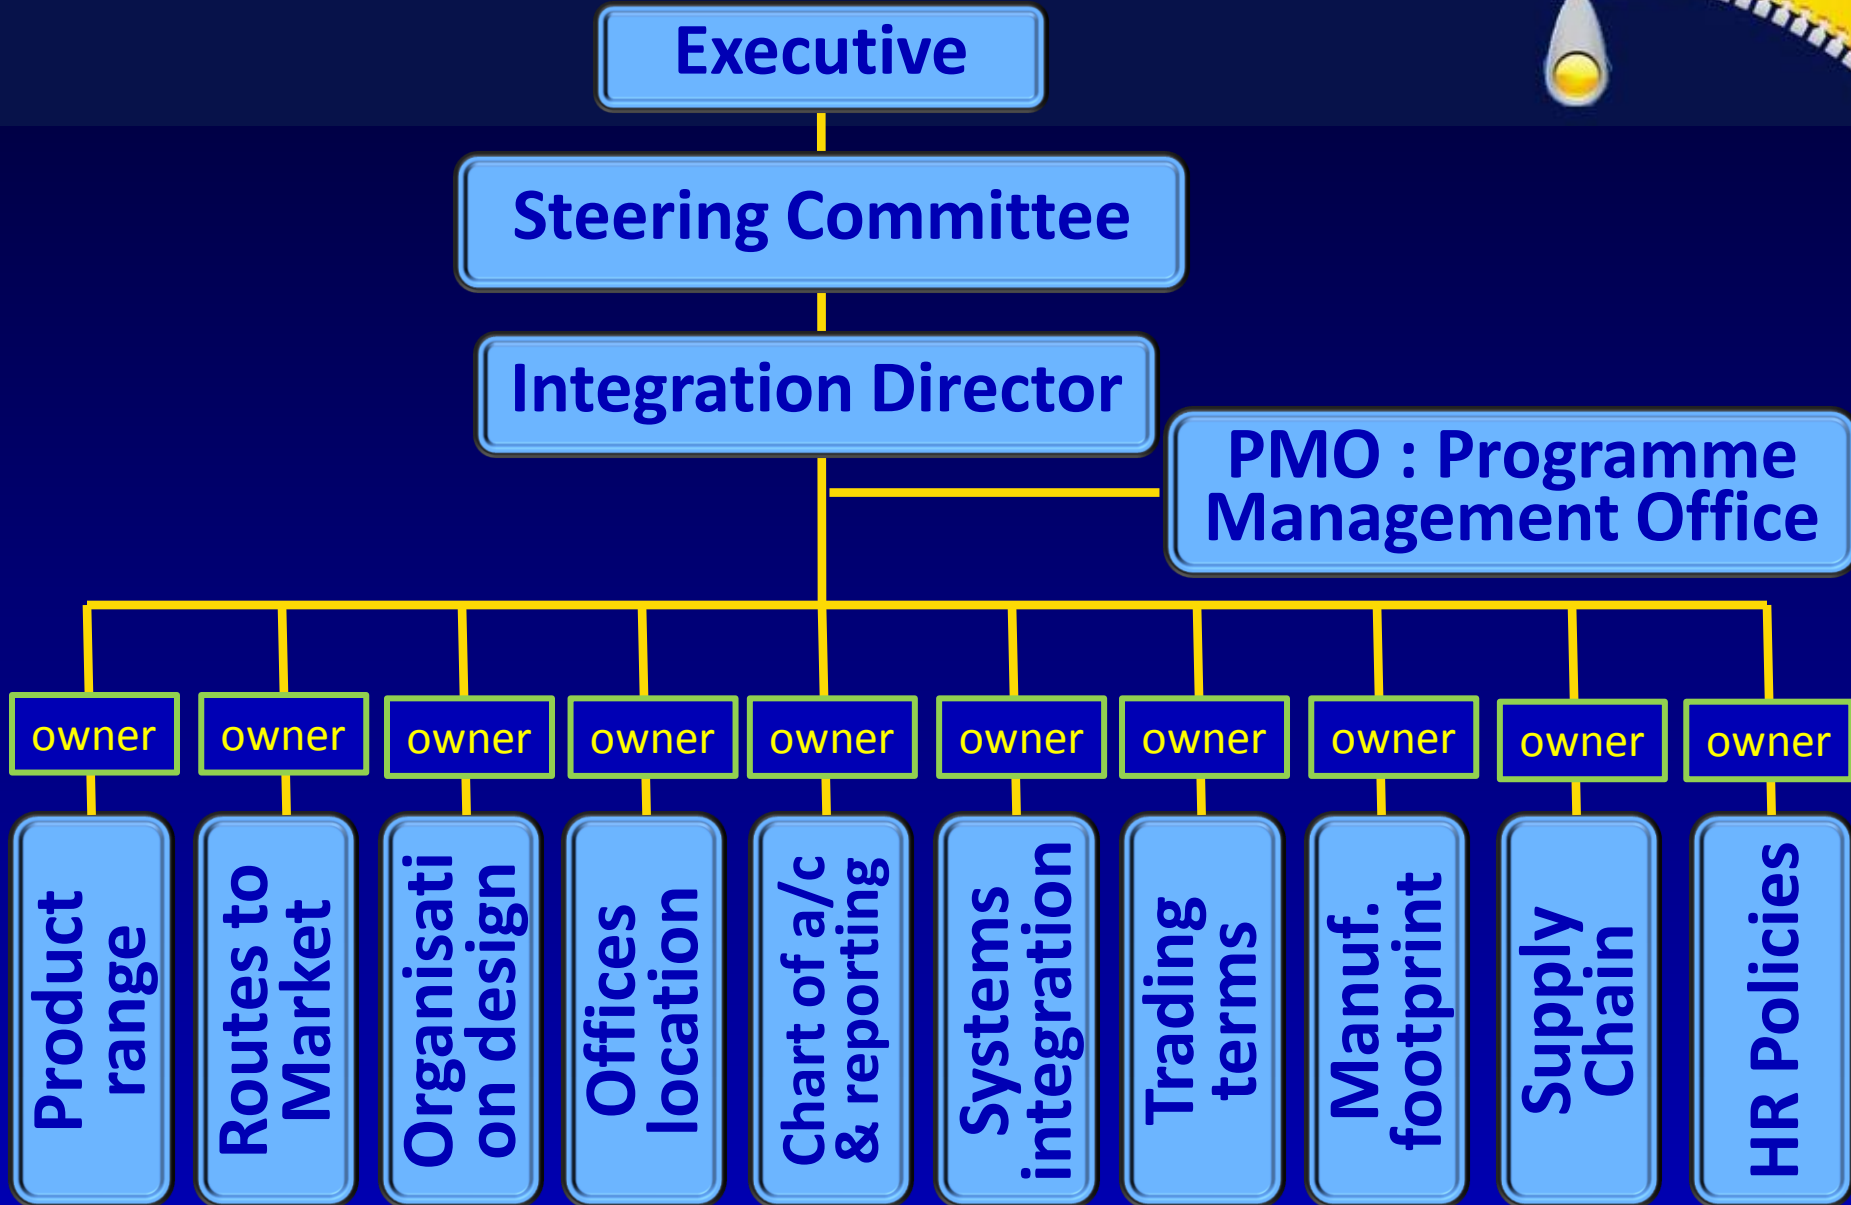 Executive
Steering Committee
Integration Director
PMO : Programme
Management Office
owner
owner
owner
owner
owner
owner
owner
owner
owner
owner
Product
range
Routes to
Market
Organisati
on design
Offices
location
Chart of a/c
& reporting
Systems
integration
Trading
terms
Manuf.
footprint
Supply
Chain
HR Policies